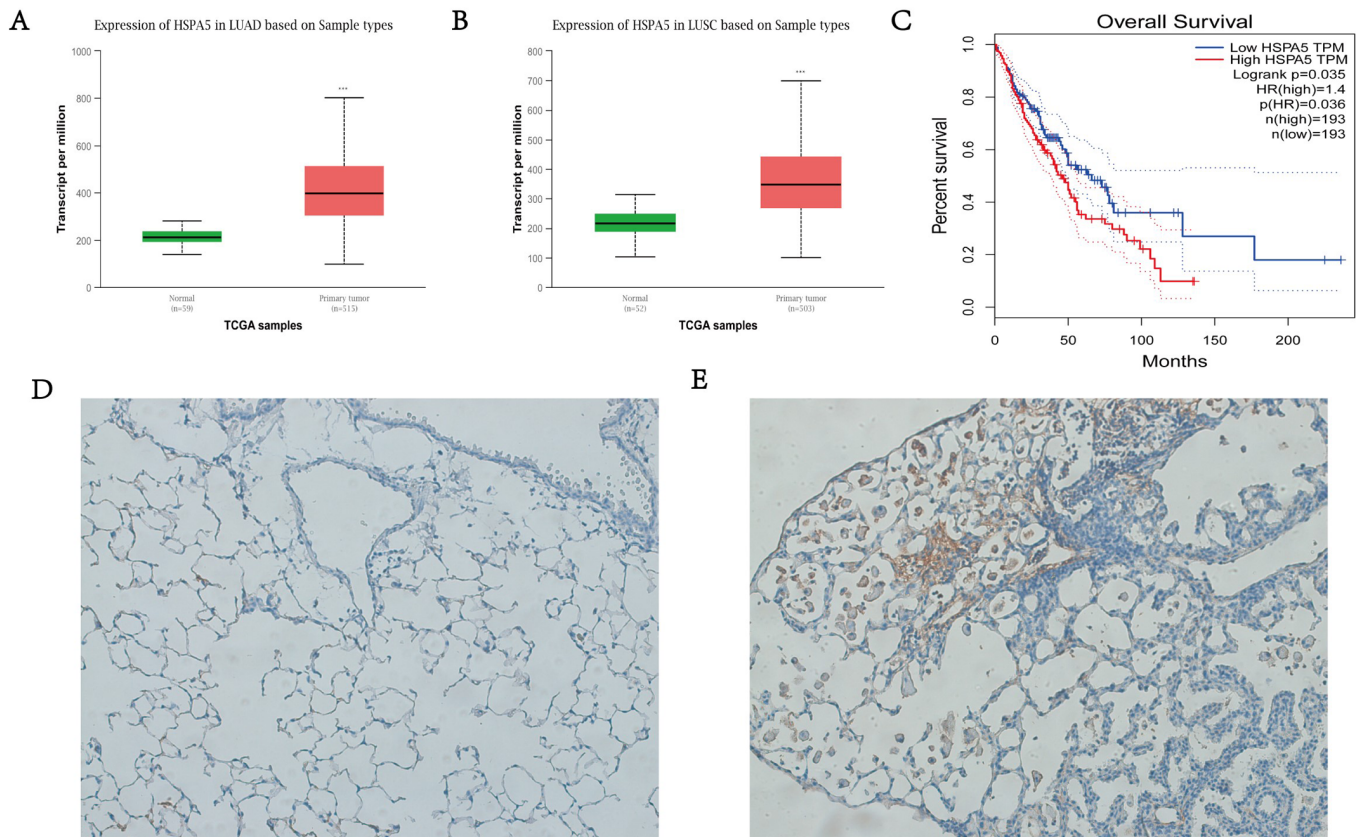 A
Expression of HSPA5 in LUAD based on Sample types
Transcript per million
1000
800
600
400
200
0
***
Normal
(n=59)
Primary tumor
(n=515)
TCGA samples
B
Expression of HSPA5 in LUSC based on Sample types
Transcript per million
800
700
600
500
400
300
200
100
0
***
Normal
(n=52)
Primary tumor
(n=503)
TCGA samples
C
Overall Survival
Percent survival
1.0
0.8
0.6
0.4
0.2
0.0
Low HSPA5 TPM
High HSPA5 TPM
Logrank p=0.035
HR(high)=1.4
p(HR)=0.036
n(high)=193
n(low)=193
0
50
100
150
200
Months
D
E